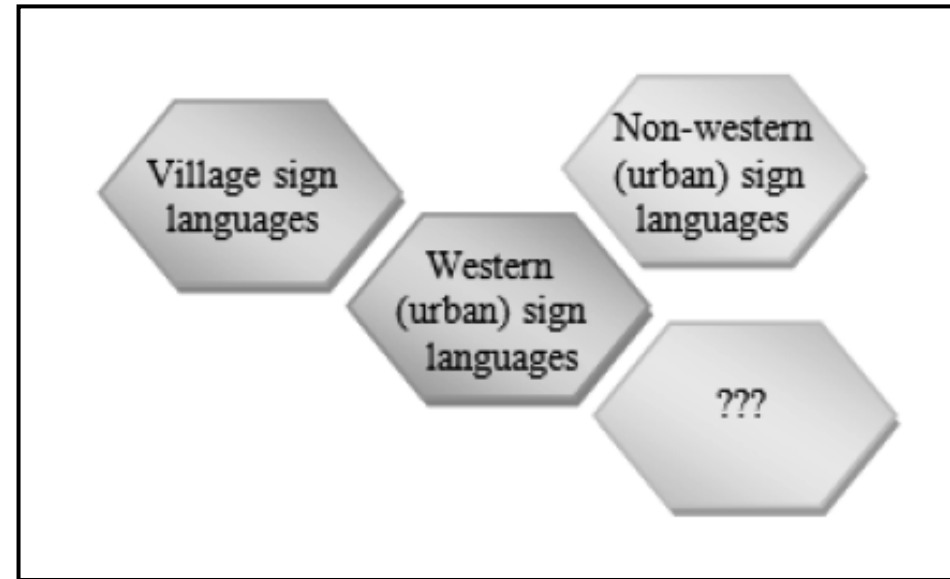 Village sign
languages
Non-western
(urban) sign
languages
Western
(urban) sign
languages
???